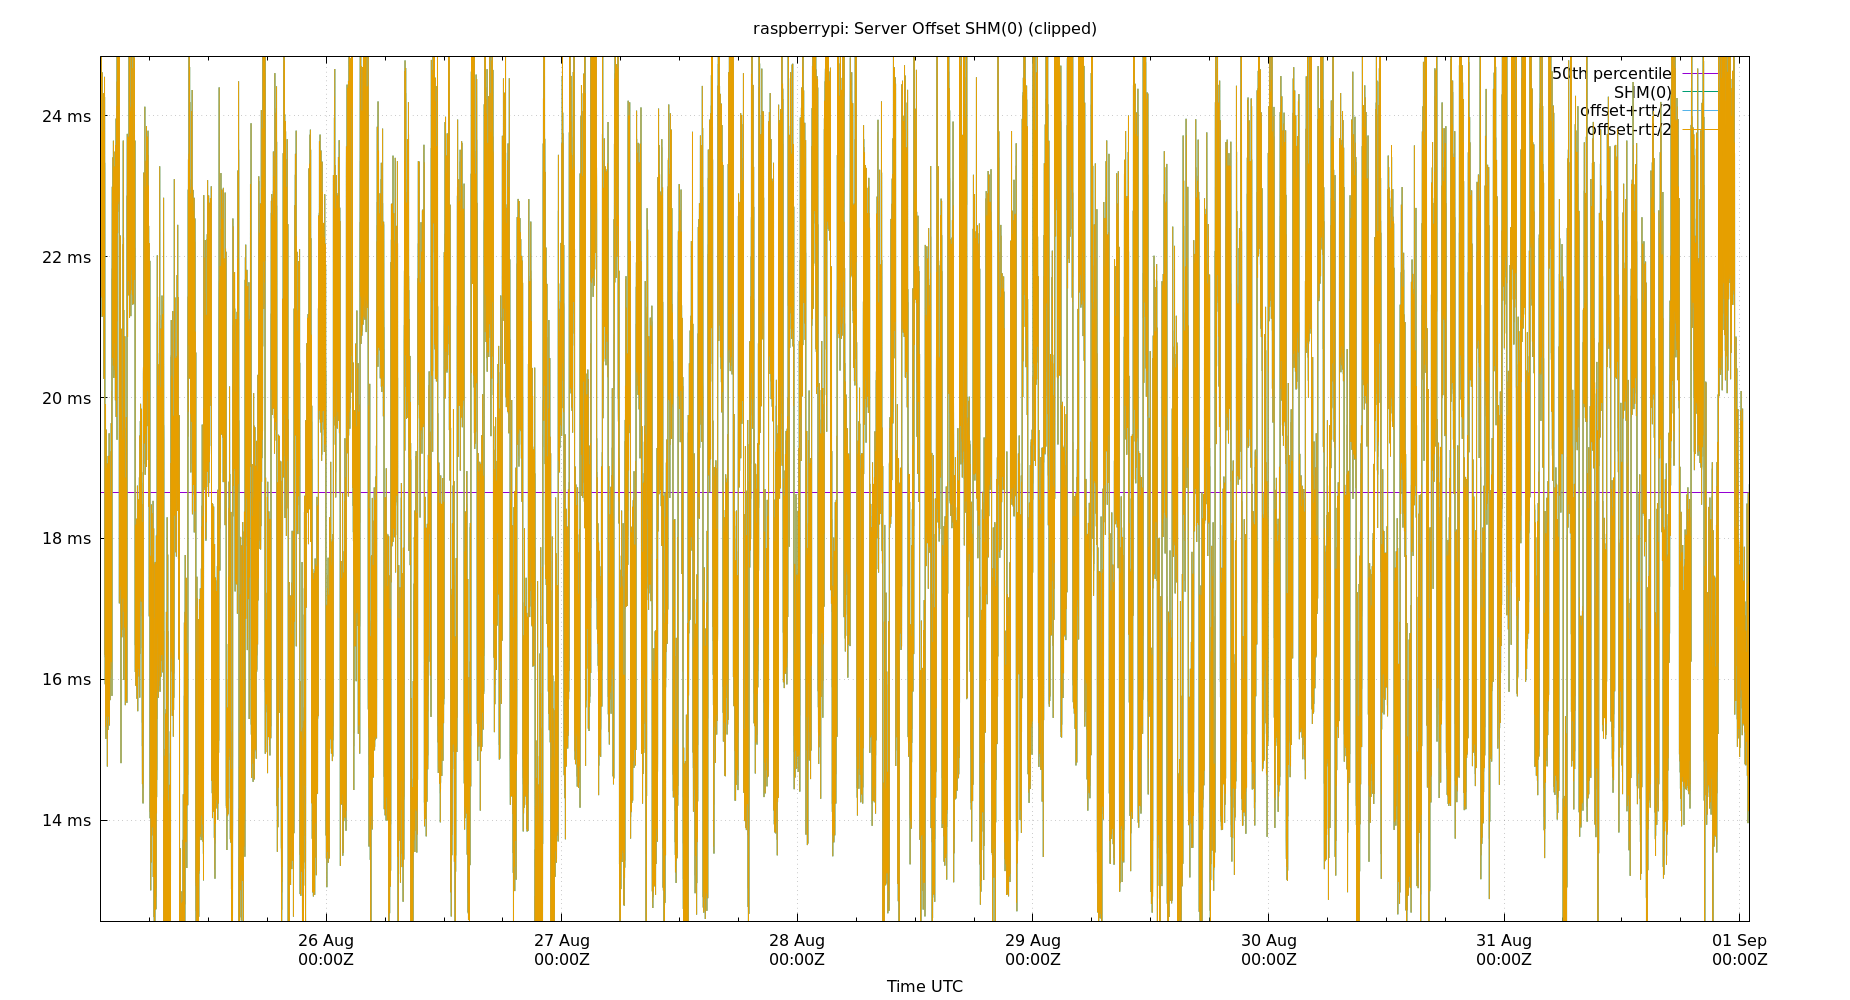 raspberrypi: Server Offset SHM(0) (clipped)
50th percentile
SHM(0)
offset+rtt/2
offset-rtt/2
24 ms
22 ms
20 ms
18 ms
16 ms
14 ms
26 Aug
00:00Z
27 Aug
00:00Z
28 Aug
00:00Z
29 Aug
00:00Z
30 Aug
00:00Z
31 Aug
00:00Z
01 Sep
00:00Z
Time UTC